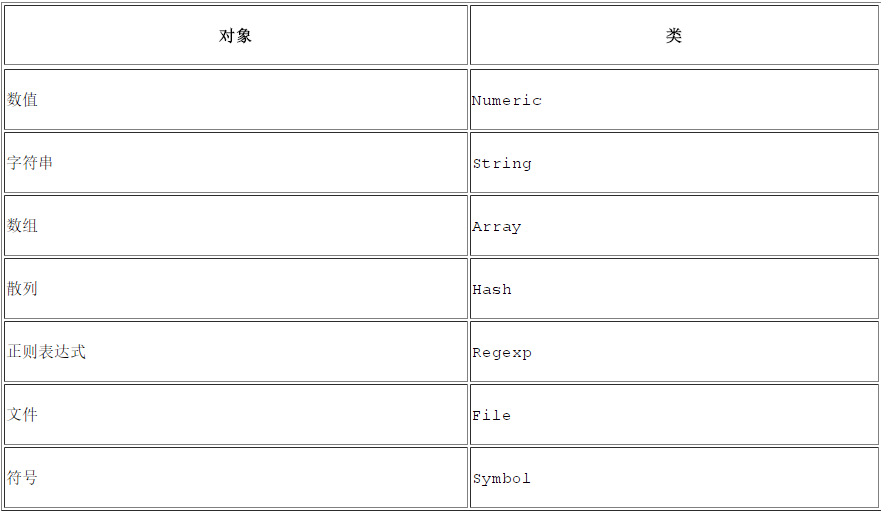 对象 类
数值 Numeric
字符串 String
数组 Array
散列 Hash
正则表达式 Regexp
文件 File
符号 Symbol